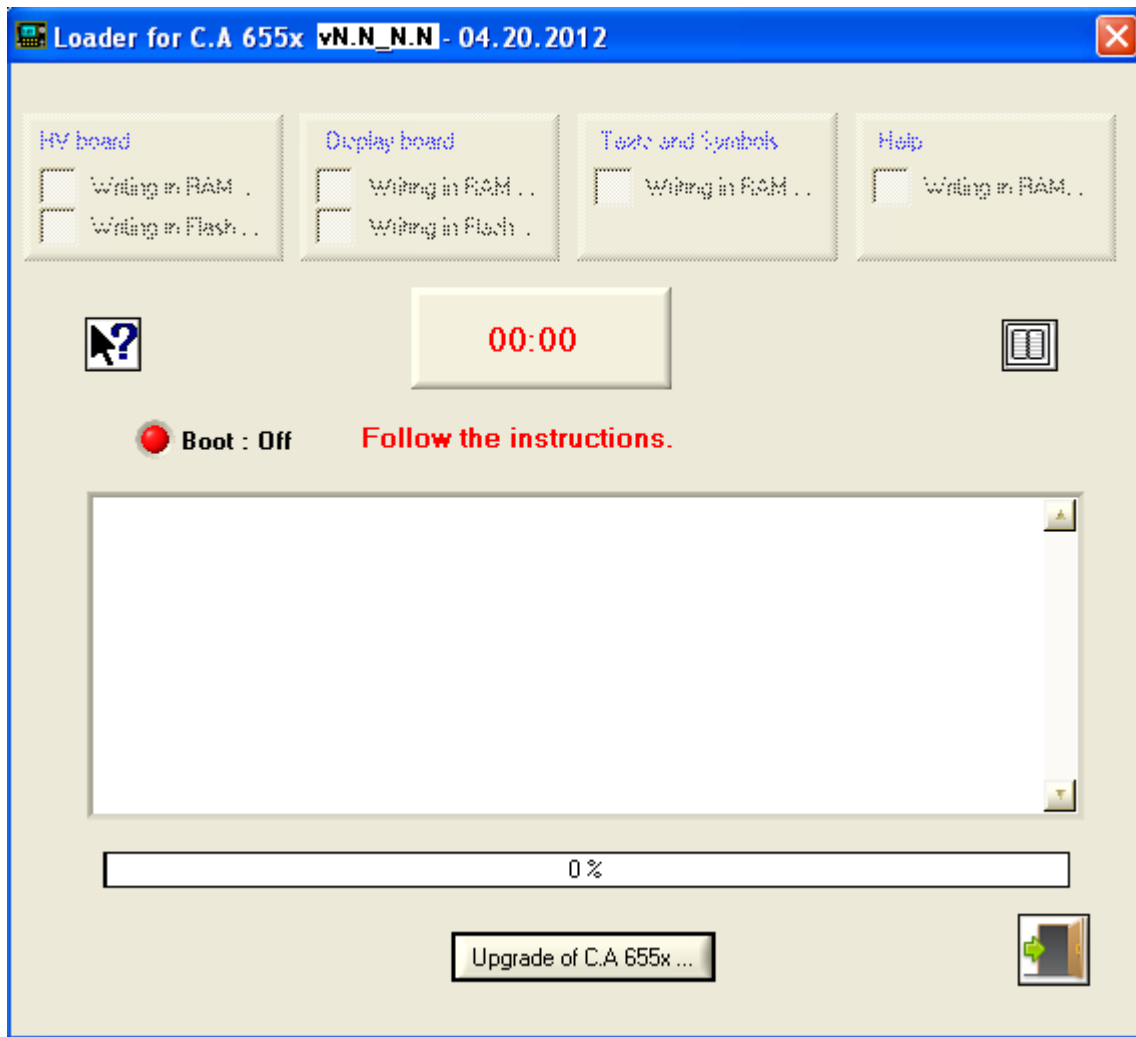 Loader for C.A 655x vN.N_N.N - 04.20.2012
HV board
Writing in RAM . .
Writing in Flash . .
Display board
Writing in RAM . .
Writing in Flash .
Texts and Symbols
Writing in RAM . .
Help
Writing in RAM. .
?
00:00
Boot : Off
Follow the instructions.
0 %
Upgrade of C.A 655x ...